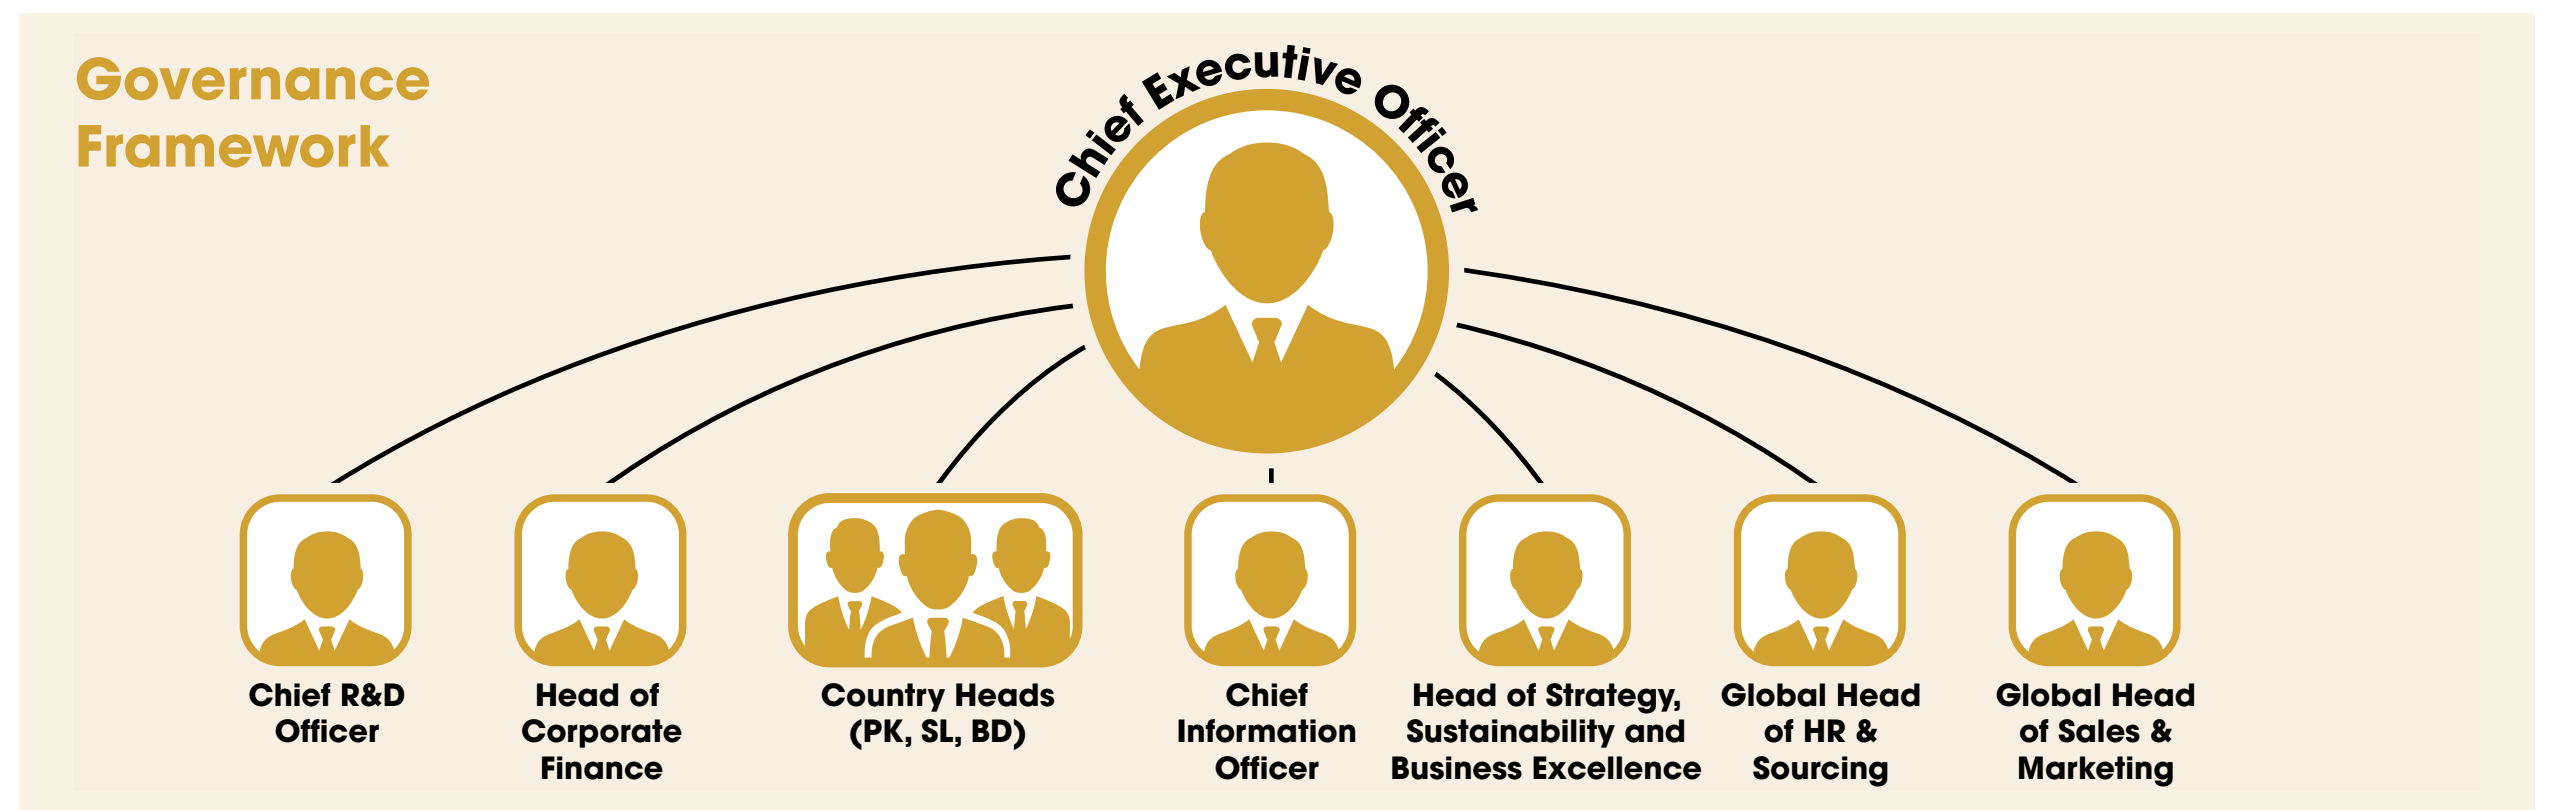 Governance
Framework
Chief Executive Officer
Chief R&D
Officer
Head of
Corporate
Finance
Country Heads
(PK, SL, BD)
Chief
Information
Officer
Head of Strategy,
Sustainability and
Business Excellence
Global Head
of HR &
Sourcing
Global Head
of Sales &
Marketing